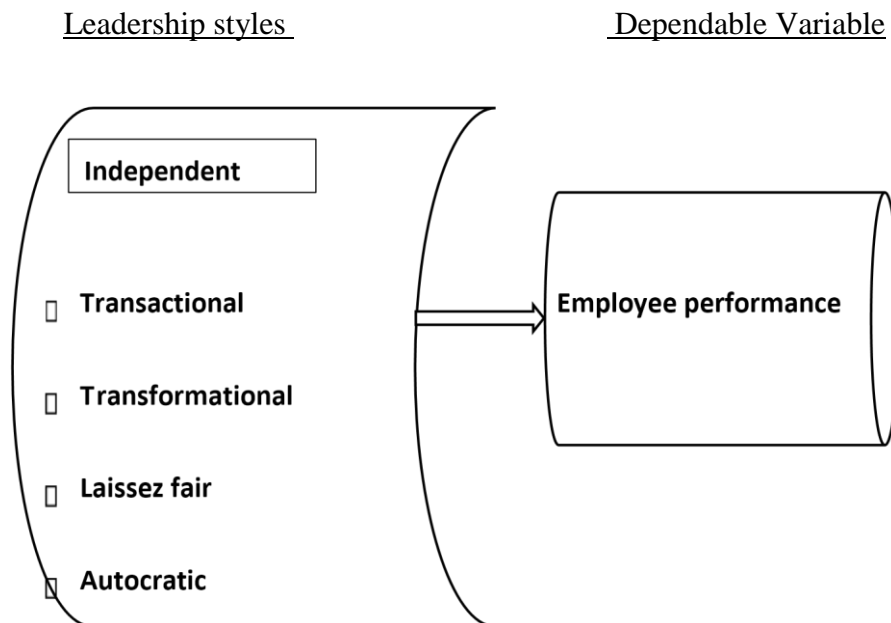 Leadership styles
Dependable Variable
Independent
Transactional
Employee performance
Transformational
Laissez fair
Autocratic